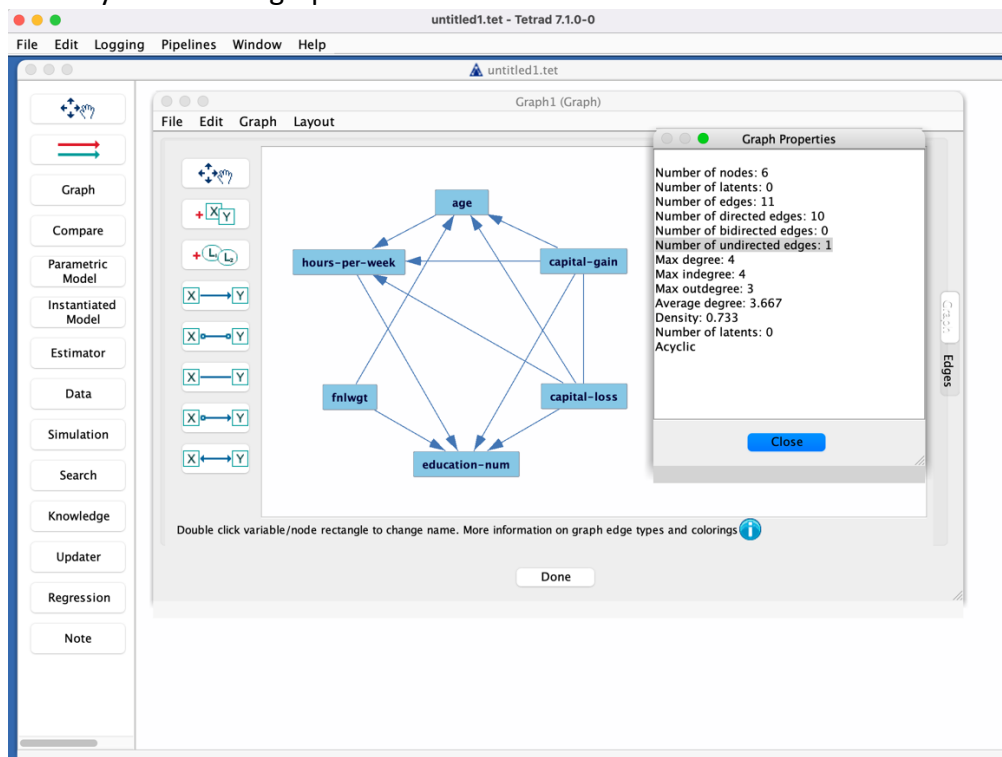 untitled1.tet - Tetrad 7.1.0-0
File Edit Logging Pipelines Window Help
untitled1.tet
Graph
Compare
Parametric
Model
Instantiated
Model
Estimator
Data
Simulation
Search
Knowledge
Updater
Regression
Note
Graph1 (Graph)
File Edit Graph Layout
+ X Y
+ L₁ L₂
X Y
X Y
X Y
X Y
X Y
age
hours-per-week
capital-gain
fnlwgt
capital-loss
education-num
Graph Properties
Number of nodes: 6
Number of latents: 0
Number of edges: 11
Number of directed edges: 10
Number of bidirected edges: 0
Number of undirected edges: 1
Max degree: 4
Max indegree: 4
Max outdegree: 3
Average degree: 3.667
Density: 0.733
Number of latents: 0
Acyclic
Close
Graph
Edges
Double click variable/node rectangle to change name. More information on graph edge types and colorings i
Done